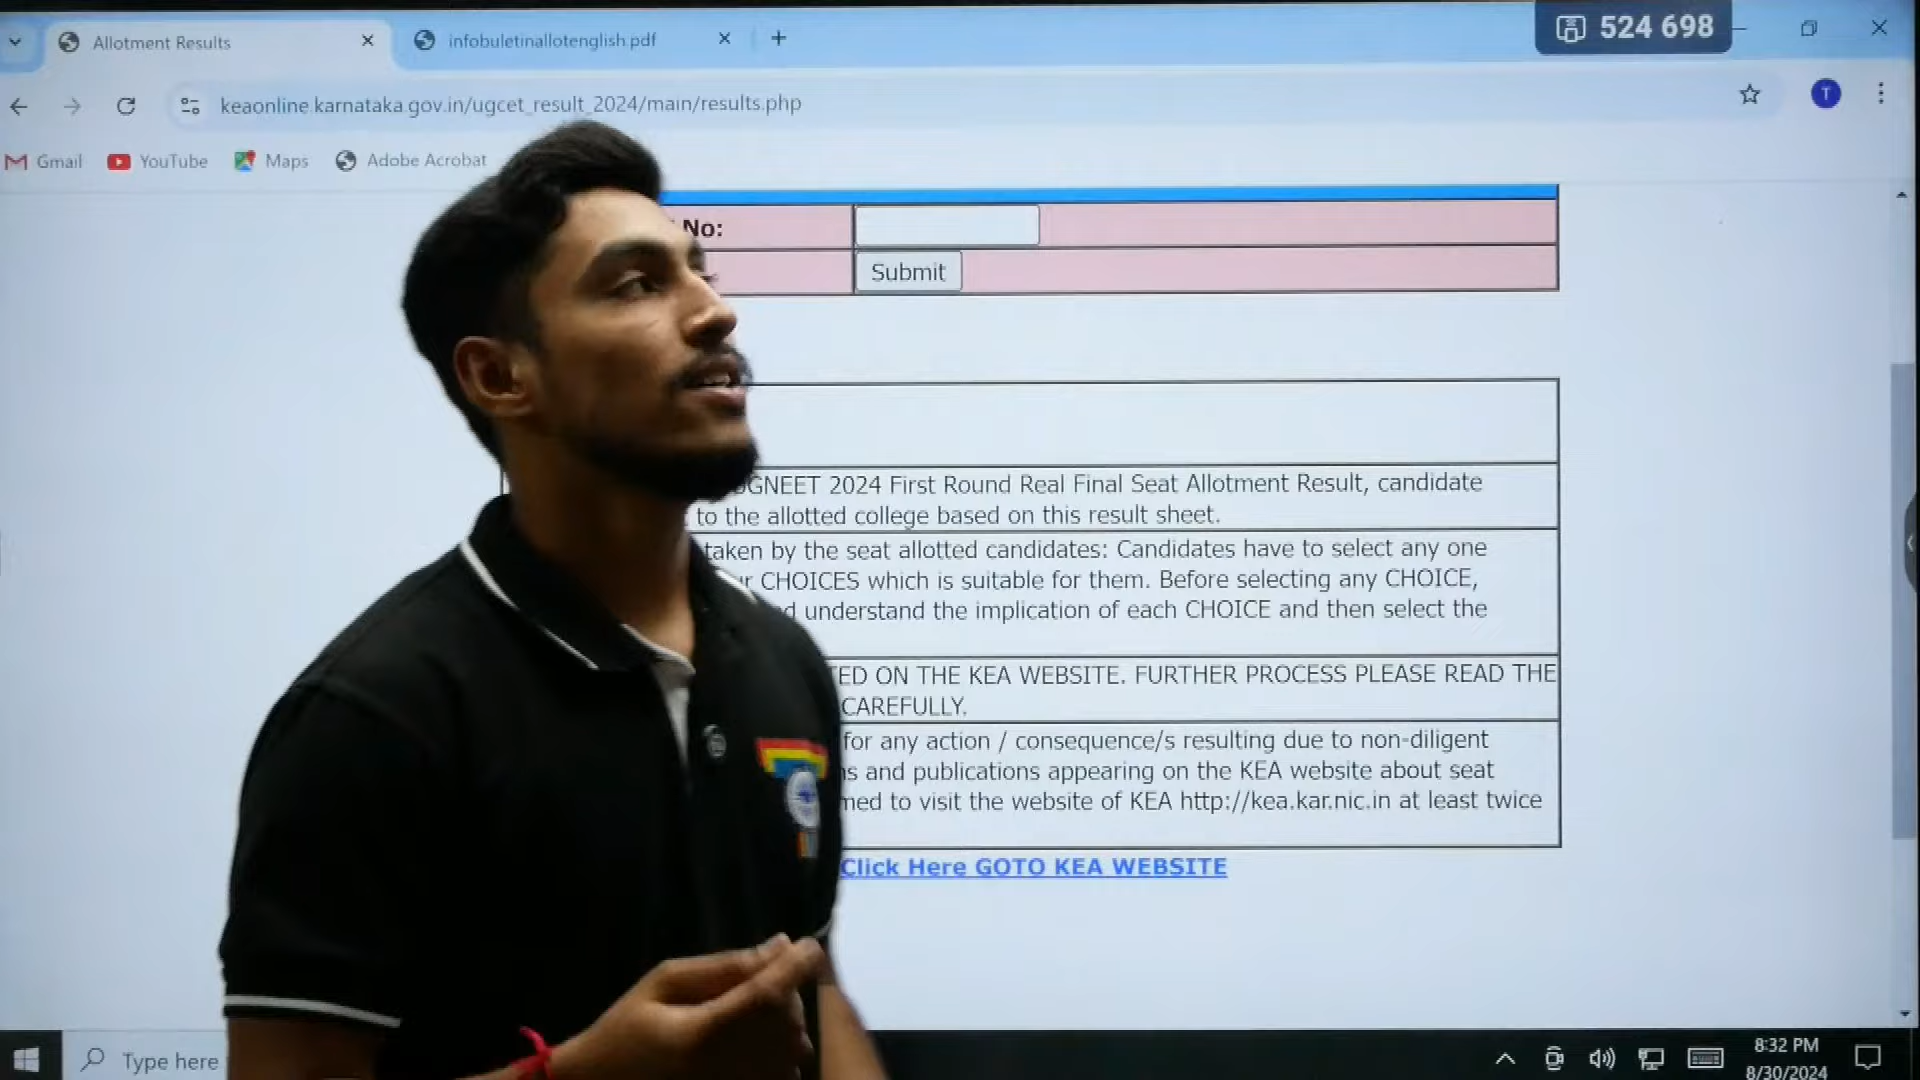 524 698
Allotment Results
infobuletinallotenglish.pdf
keaonline.karnataka.gov.in/ugcet_result_2024/main/results.php
T
Gmail
YouTube
Maps
Adobe Acrobat
No:
Submit
UGNEET 2024 First Round Real Final Seat Allotment Result, candidate
to the allotted college based on this result sheet.
taken by the seat allotted candidates: Candidates have to select any one
CHOICES which is suitable for them. Before selecting any CHOICE,
understand the implication of each CHOICE and then select the
ED ON THE KEA WEBSITE. FURTHER PROCESS PLEASE READ THE
CAREFULLY.
for any action / consequence/s resulting due to non-diligent
and publications appearing on the KEA website about seat
med to visit the website of KEA http://kea.kar.nic.in at least twice
Click Here GOTO KEA WEBSITE
Type here
8:32 PM
8/30/2024